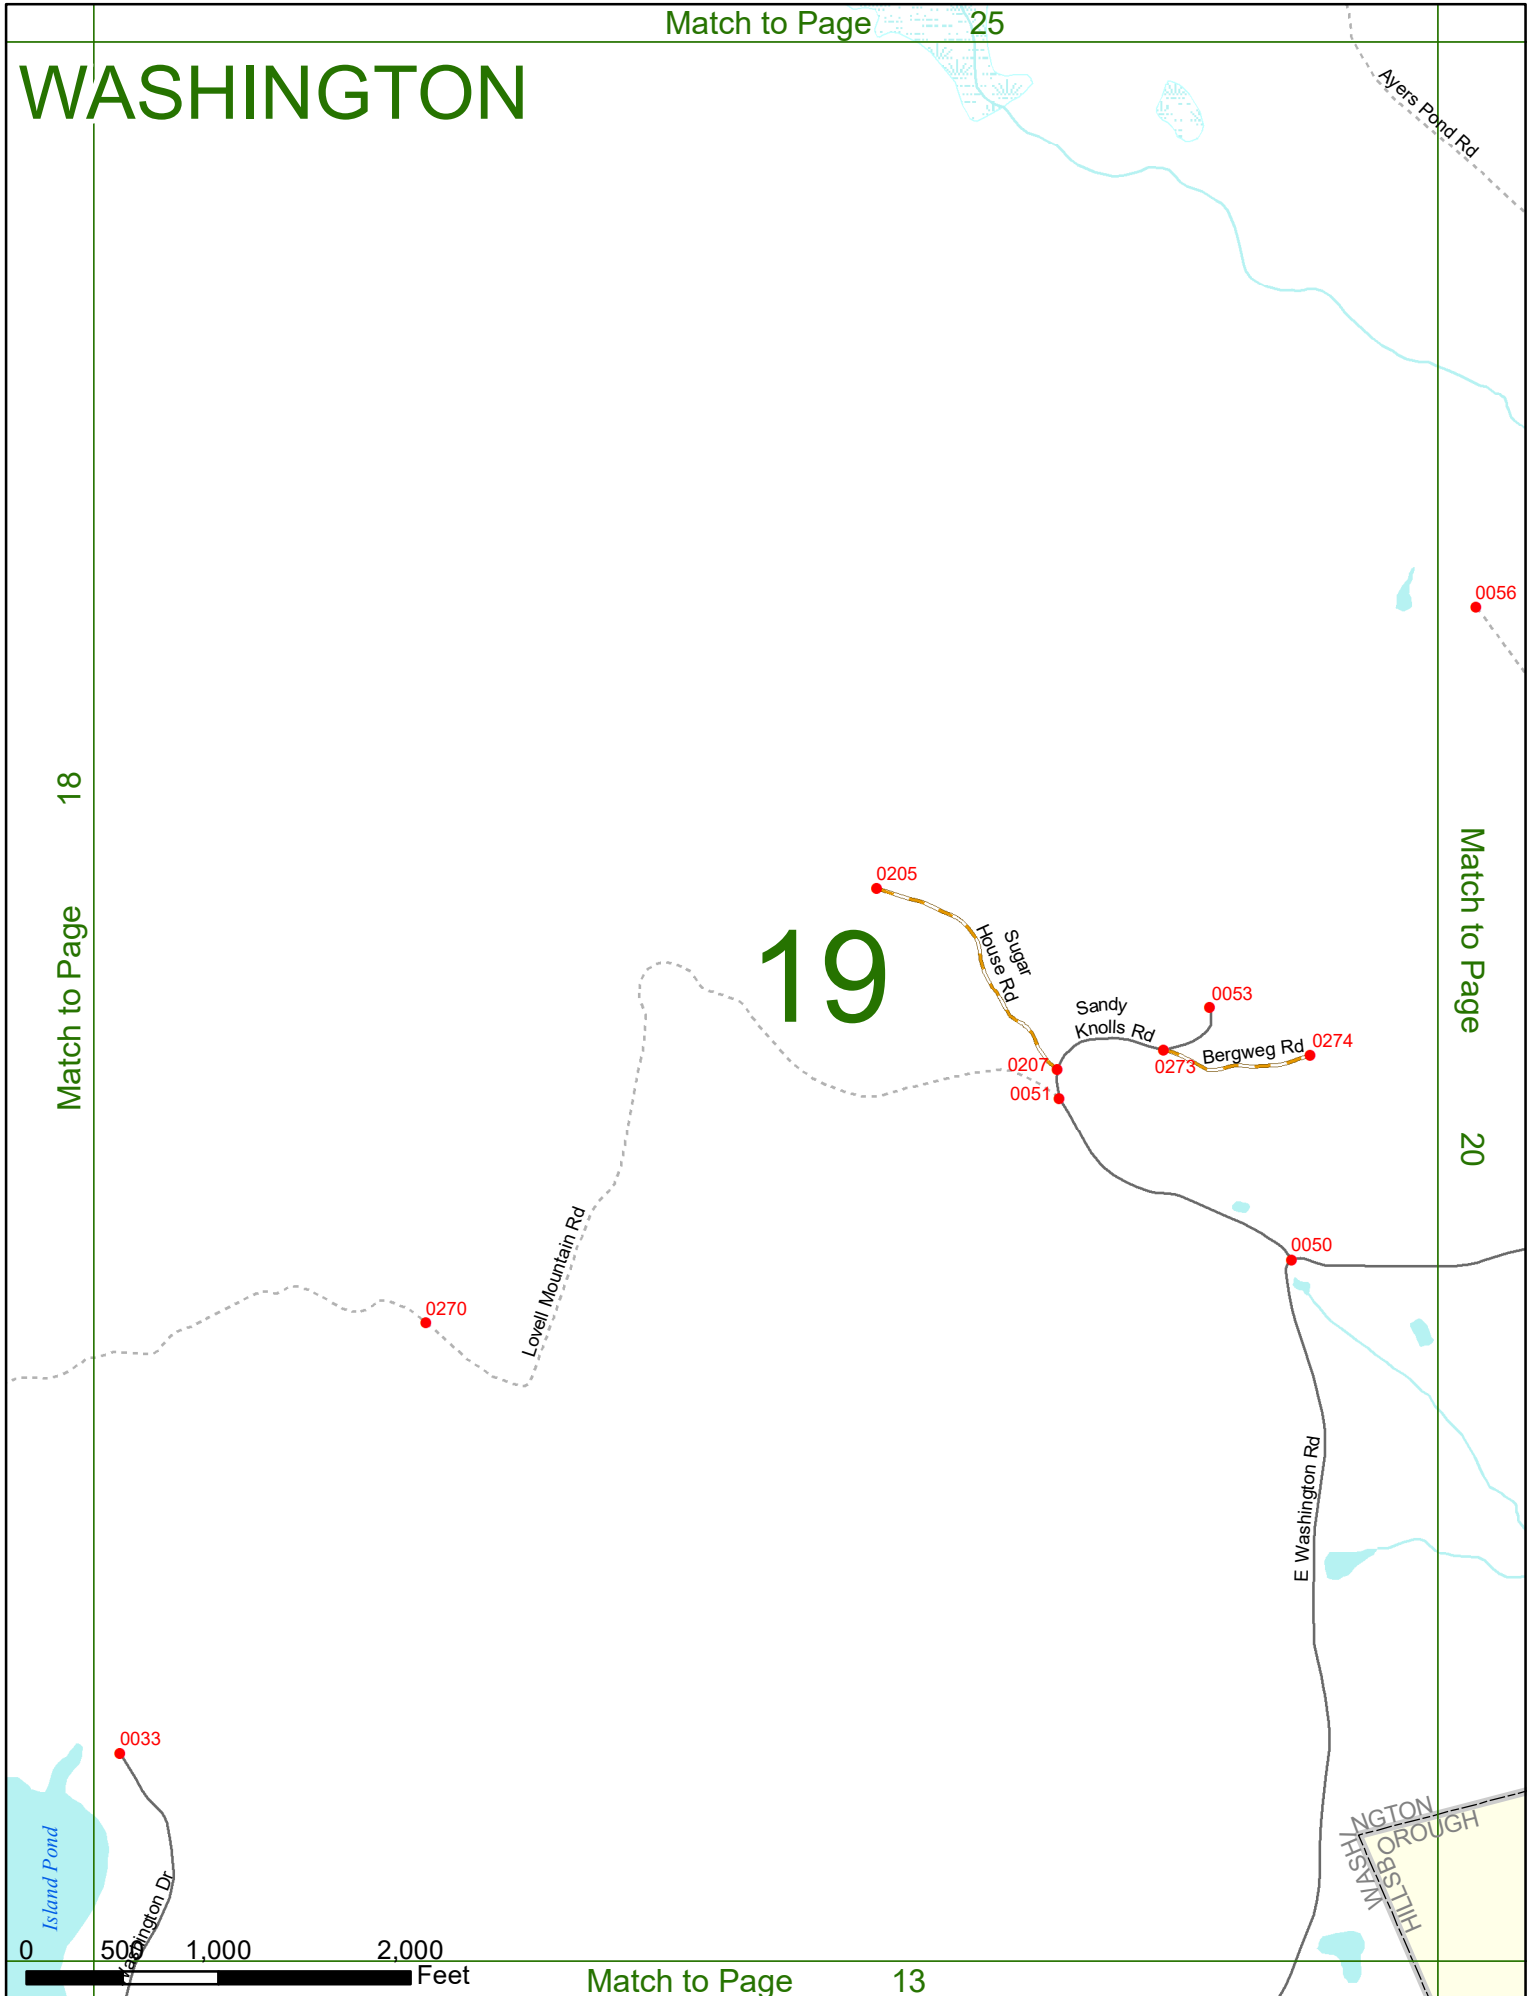 Match to Page 25
WASHINGTON
Ayers Pond Rd
0056
18
Match to Page
Match to Page
20
0205
19
Sugar
House Rd
Sandy
Knolls Rd
0053
0207
0273
Bergweg Rd
0274
0051
0050
Lovell Mountain Rd
0270
E Washington Rd
0033
Island Pond
Washington Dr
WASHINGTON
HILLSBOROUGH
0 500 1,000 2,000
Feet
Match to Page 13